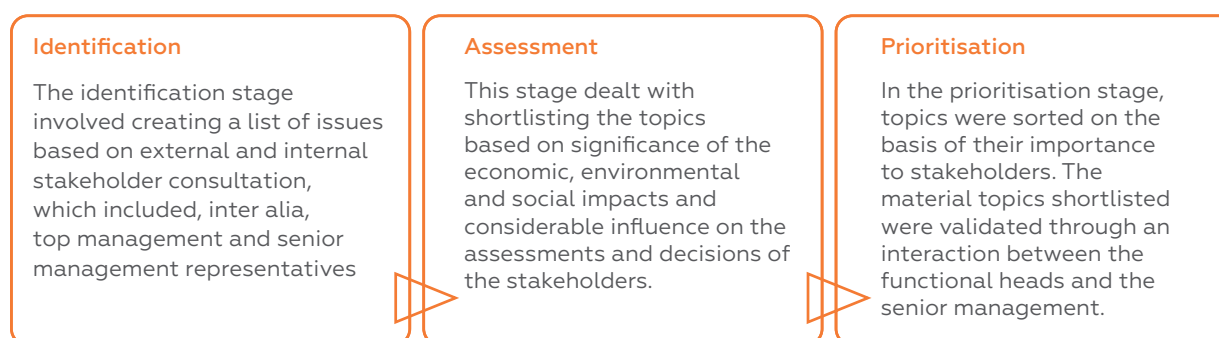 Identification
The identification stage
involved creating a list of issues
based on external and internal
stakeholder consultation,
which included, inter alia,
top management and senior
management representatives
Assessment
This stage dealt with
shortlisting the topics
based on significance of the
economic, environmental
and social impacts and
considerable influence on the
assessments and decisions of
the stakeholders.
Prioritisation
In the prioritisation stage,
topics were sorted on the
basis of their importance
to stakeholders. The
material topics shortlisted
were validated through an
interaction between the
functional heads and the
senior management.